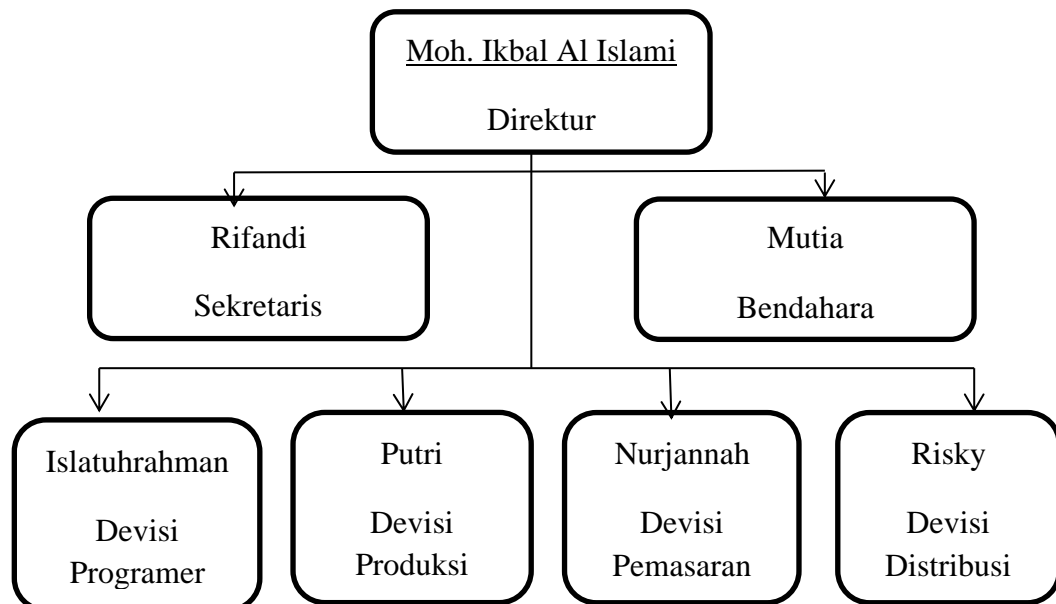 Moh. Ikbal Al Islami
Direktur
Rifandi
Sekretaris
Mutia
Bendahara
Islatuhrahman
Devisi
Programer
Putri
Devisi
Produksi
Nurjannah
Devisi
Pemasaran
Risky
Devisi
Distribusi